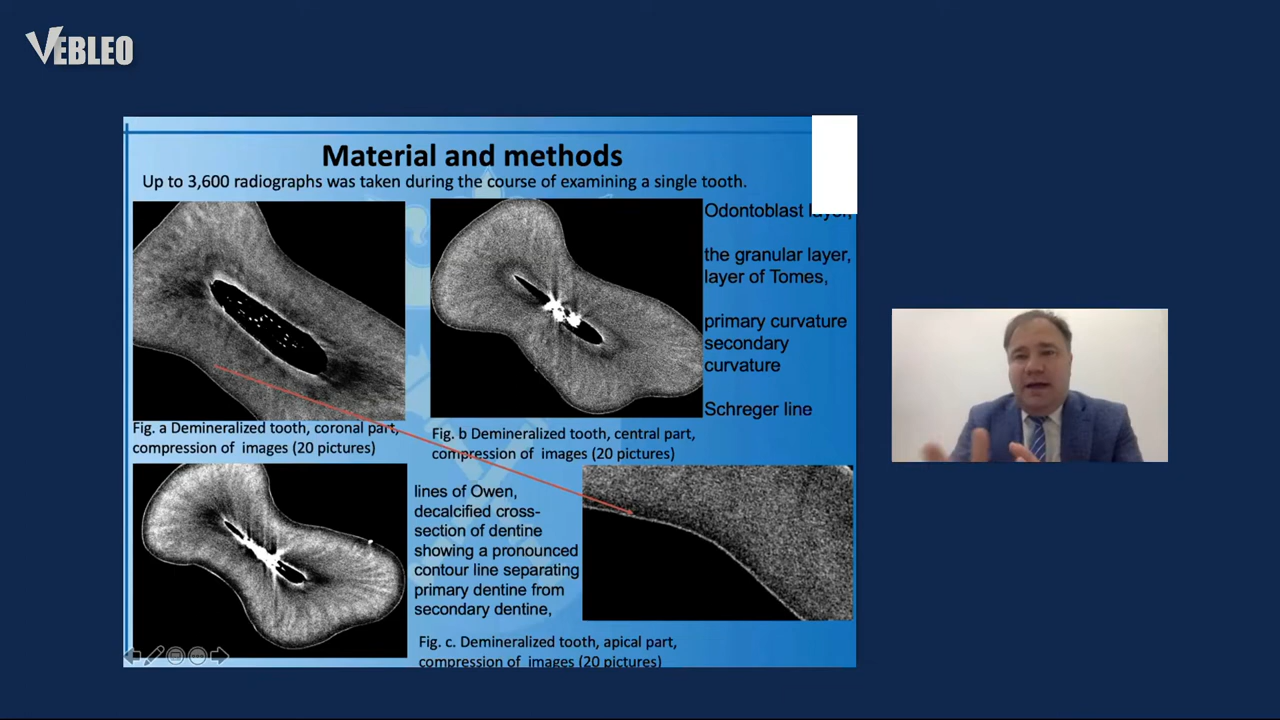 VEBLEO
Material and methods
Up to 3,600 radiographs was taken during the course of examining a single tooth.
Odontoblast layer,
the granular layer,
layer of Tomes,
primary curvature
secondary
curvature
Schreger line
Fig. a Demineralized tooth, coronal part,
compression of images (20 pictures)
Fig. b Demineralized tooth, central part,
compression of images (20 pictures)
lines of Owen,
decalcified cross-
section of dentine
showing a pronounced
contour line separating
primary dentine from
secondary dentine,
Fig. c. Demineralized tooth, apical part,
compression of images (20 pictures)